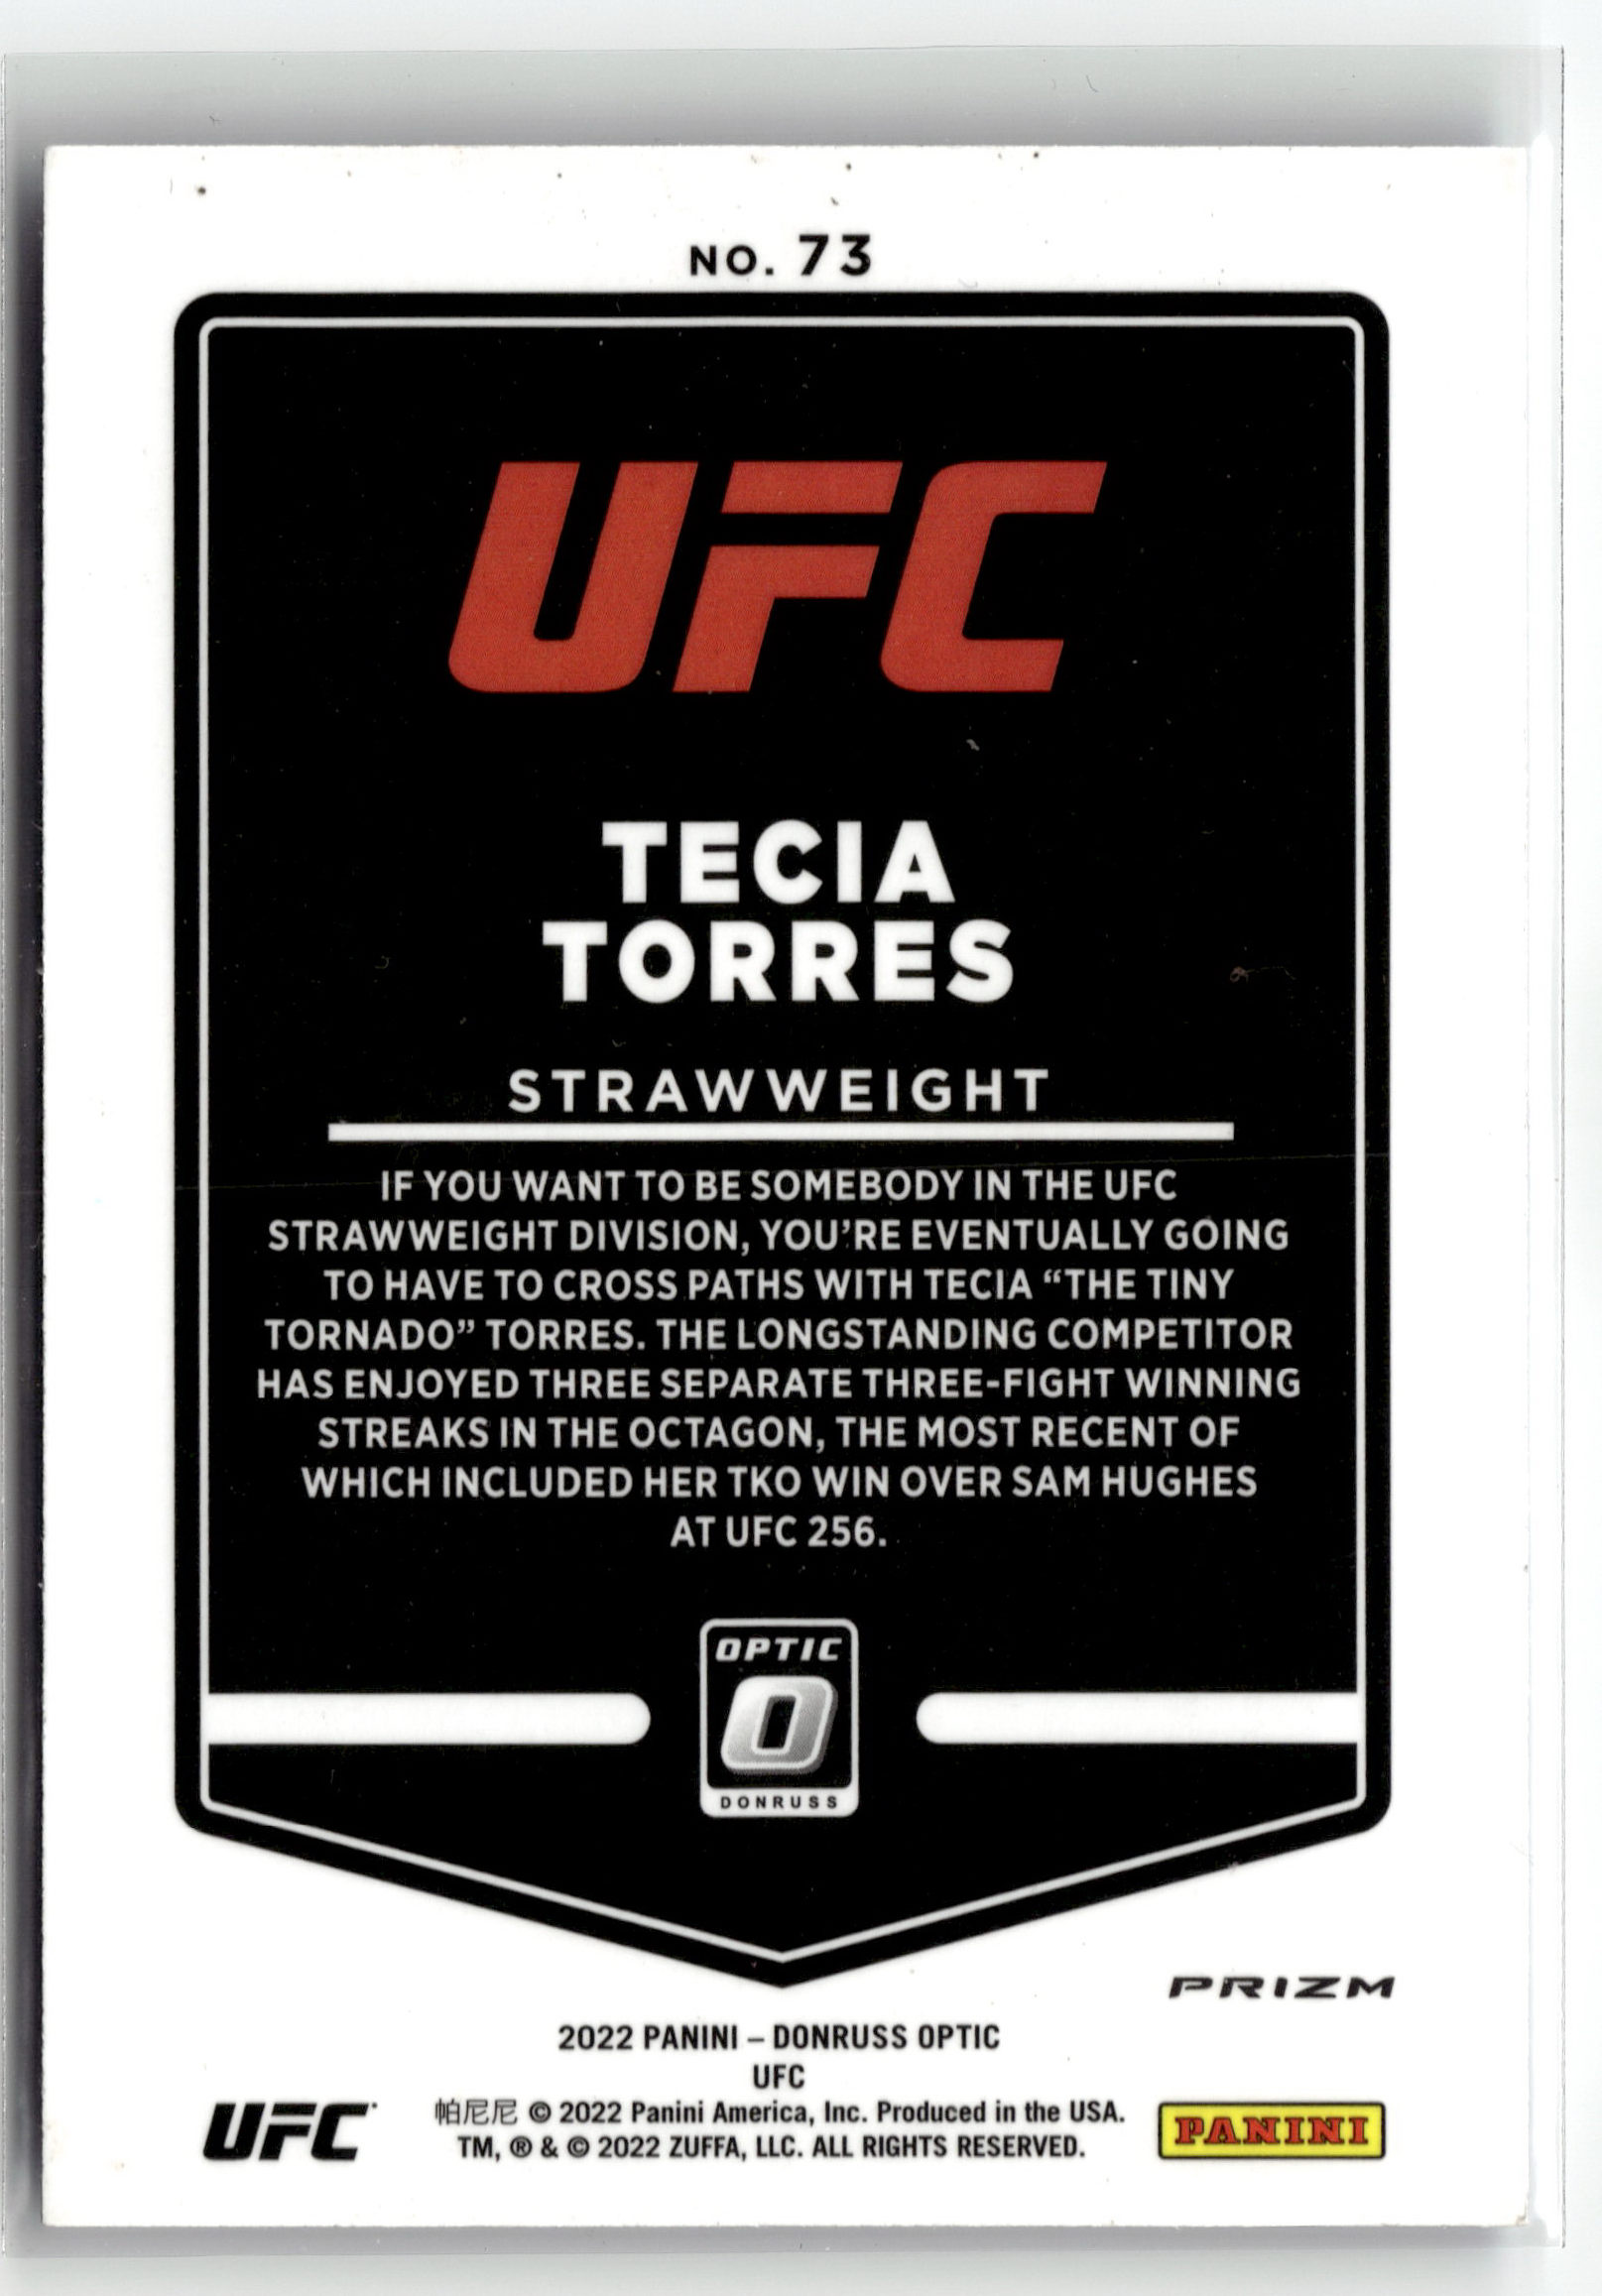 NO. 73
UFC
TECIA
TORRES
STRAWWEIGHT
IF YOU WANT TO BE SOMEBODY IN THE UFC
STRAWWEIGHT DIVISION, YOU'RE EVENTUALLY GOING
TO HAVE TO CROSS PATHS WITH TECIA “THE TINY
TORNADO” TORRES. THE LONGSTANDING COMPETITOR
HAS ENJOYED THREE SEPARATE THREE-FIGHT WINNING
STREAKS IN THE OCTAGON, THE MOST RECENT OF
WHICH INCLUDED HER TKO WIN OVER SAM HUGHES
AT UFC 256.
OPTIC
O
DONRUSS
PRIZM
2022 PANINI – DONRUSS OPTIC
UFC
帕尼尼 © 2022 Panini America, Inc. Produced in the USA.
TM, ® & © 2022 ZUFFA, LLC. ALL RIGHTS RESERVED.
UFC
PANINI